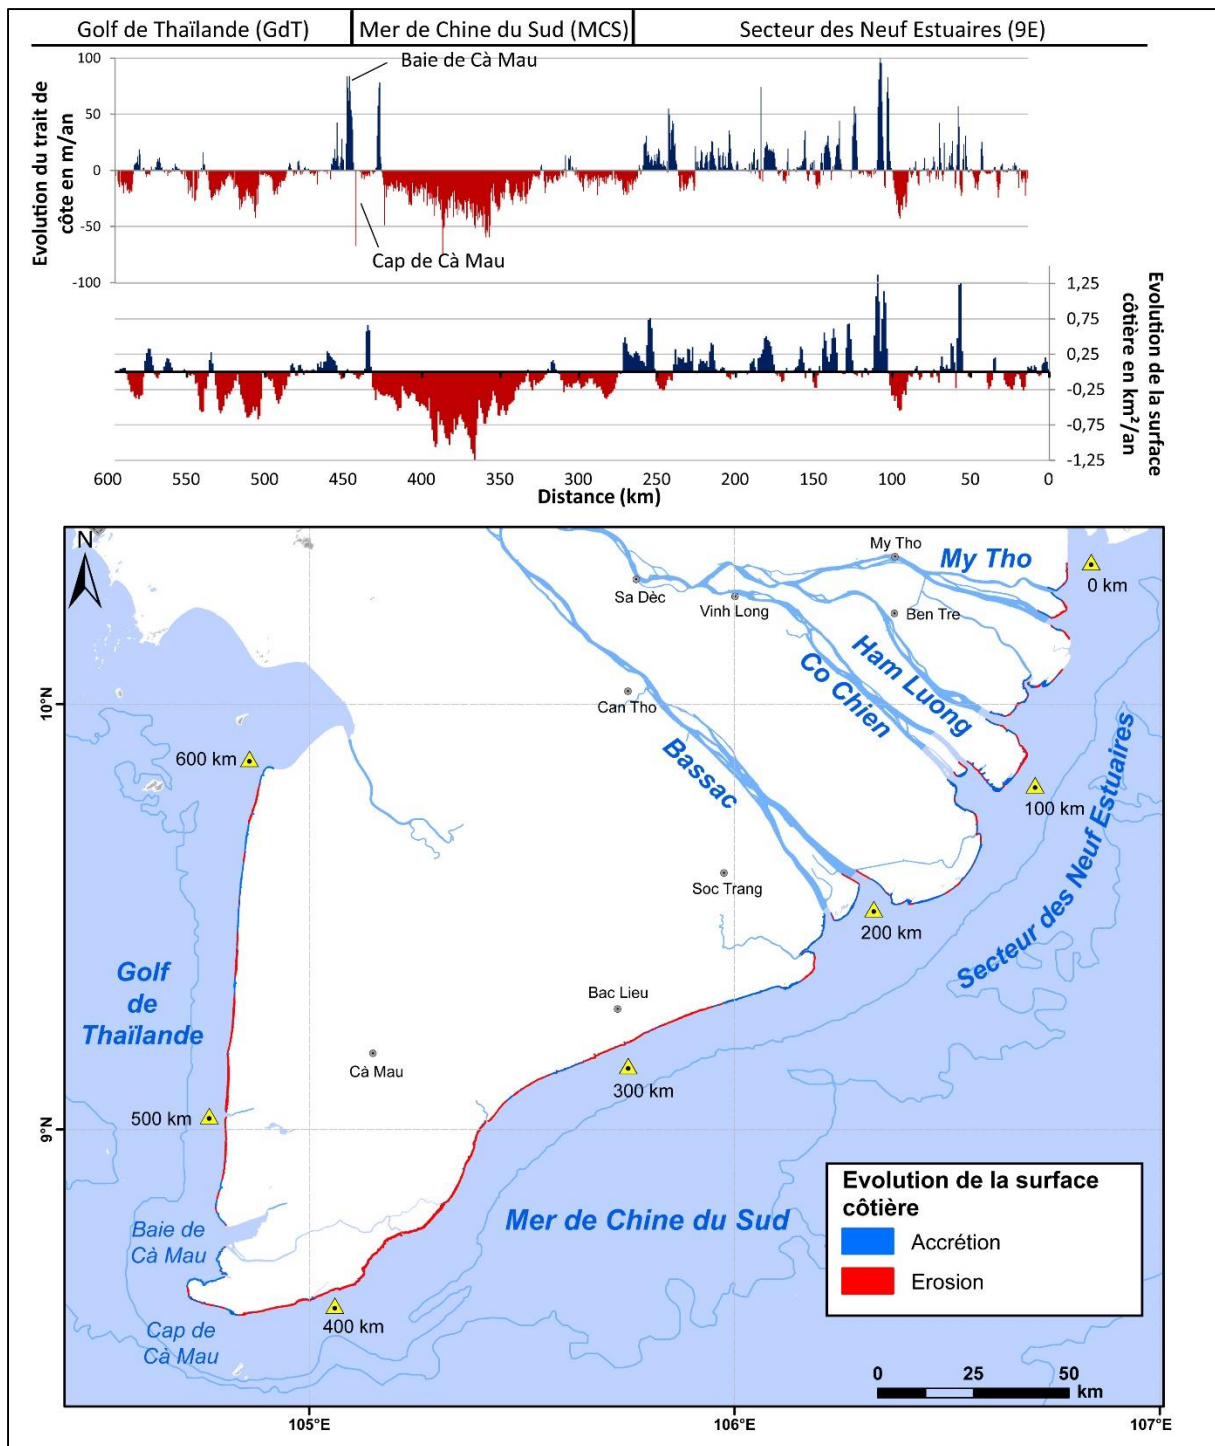 Golf de Thaïlande (GdT)
Mer de Chine du Sud (MCS)
Secteur des Neuf Estuaires (9E)
Evolution du trait de
côte en m/an
100
50
0
-50
-100
Baie de Cà Mau
Cap de Cà Mau
1,25
0,75
0,25
-0,25
-0,75
-1,25
Evolution de la surface
côtière en km²/an
600
550
500
450
400
350
300
250
200
150
100
50
0
Distance (km)
N
My Tho
My Tho
0 km
Sa Dèc
Vinh Long
Ben Tre
Ham Luong
Co Chien
Can Tho
Bassac
10°N
600 km
100 km
Soc Trang
200 km
Secteur des Neuf Estuaires
Golf
de
Thaïlande
Bac Lieu
Cà Mau
300 km
500 km
9°N
Baie de
Cà Mau
Mer de Chine du Sud
Cap de
Cà Mau
400 km
Evolution de la surface
côtière
Accrétion
Erosion
0
25
50
km
105°E
106°E
107°E